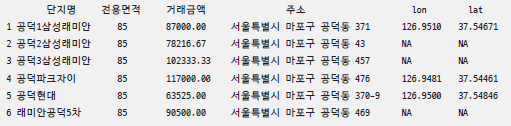 단지명 전용면적 거래금액 주소 lon lat
1 공덕1삼성래미안 85 87000.00 서울특별시 마포구 공덕동 371 126.9510 37.54671
2 공덕2삼성래미안 85 78216.67 서울특별시 마포구 공덕동 43 NA NA
3 공덕3삼성래미안 85 102333.33 서울특별시 마포구 공덕동 457 NA NA
4 공덕파크자이 85 117000.00 서울특별시 마포구 공덕동 476 126.9481 37.54461
5 공덕현대 85 63525.00 서울특별시 마포구 공덕동 370-9 126.9500 37.54846
6 래미안공덕5차 85 90500.00 서울특별시 마포구 공덕동 469 NA NA